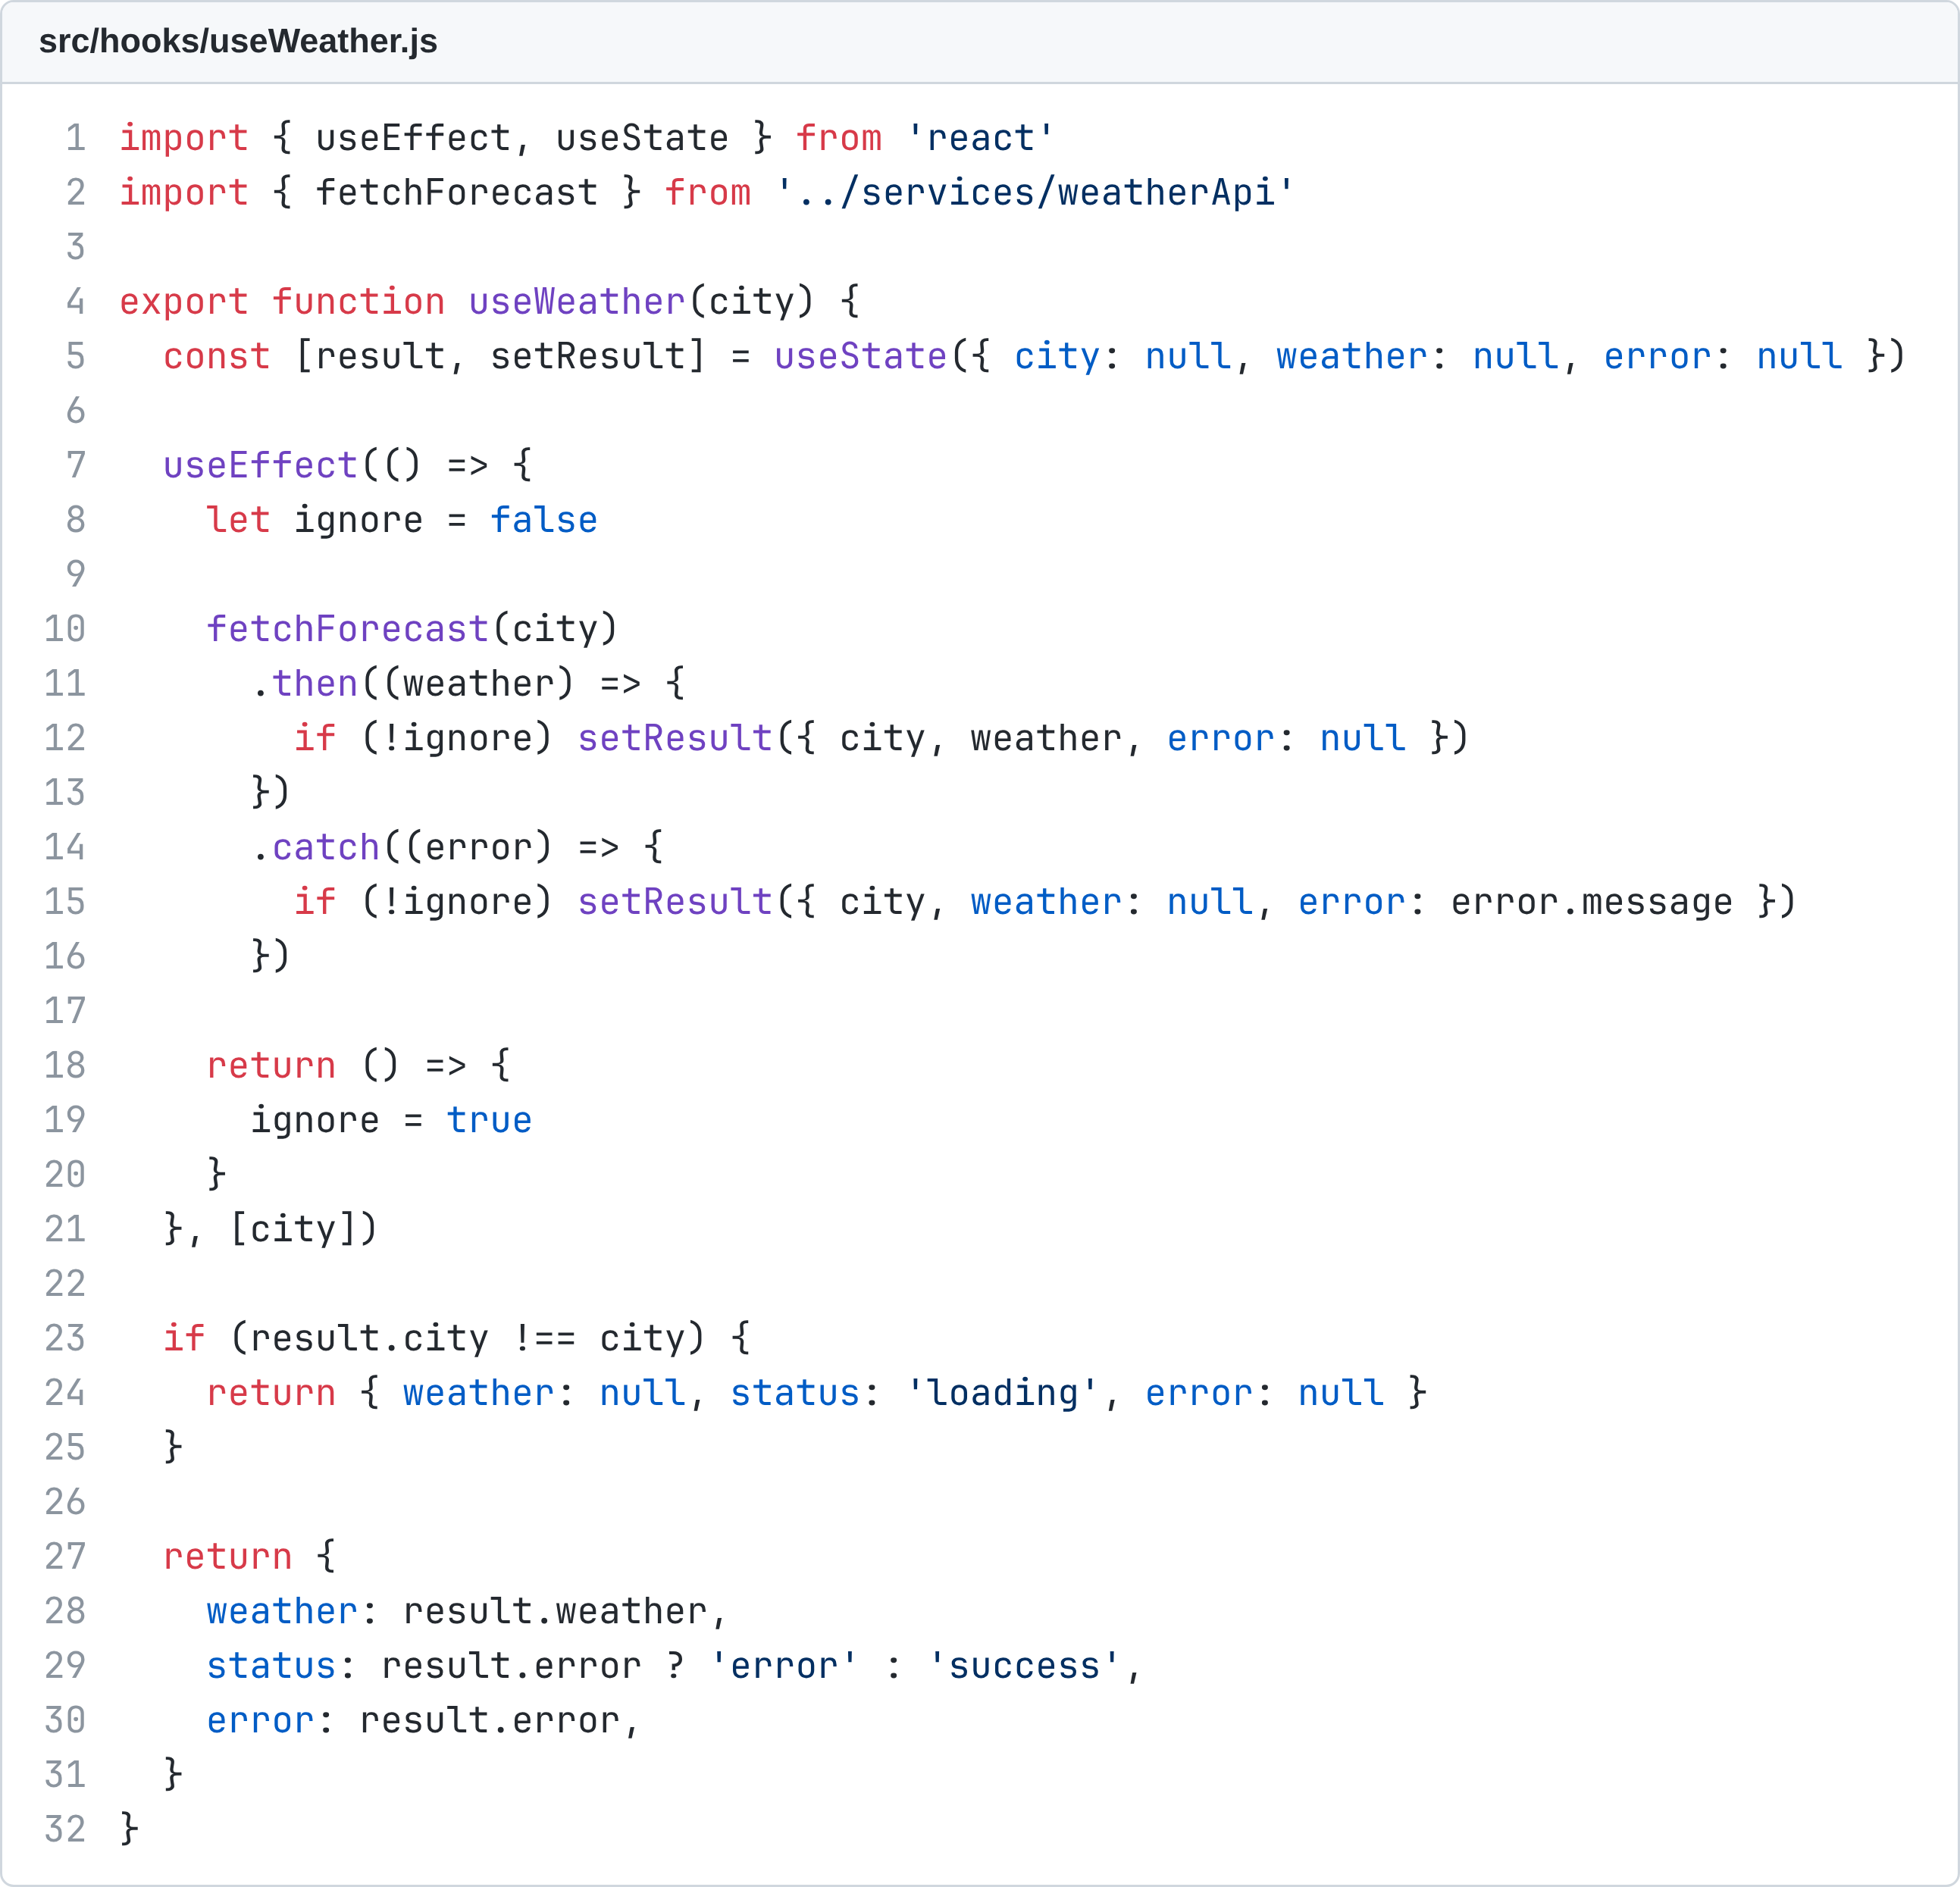 src/hooks/useWeather.js
1 import { useEffect, useState } from 'react'
2 import { fetchForecast } from '../services/weatherApi'
3
4 export function useWeather(city) {
5   const [result, setResult] = useState({ city: null, weather: null, error: null })
6
7   useEffect(() => {
8     let ignore = false
9
10     fetchForecast(city)
11       .then((weather) => {
12         if (!ignore) setResult({ city, weather, error: null })
13       })
14       .catch((error) => {
15         if (!ignore) setResult({ city, weather: null, error: error.message })
16       })
17
18     return () => {
19       ignore = true
20     }
21   }, [city])
22
23   if (result.city !== city) {
24     return { weather: null, status: 'loading', error: null }
25   }
26
27   return {
28     weather: result.weather,
29     status: result.error ? 'error' : 'success',
30     error: result.error,
31   }
32 }